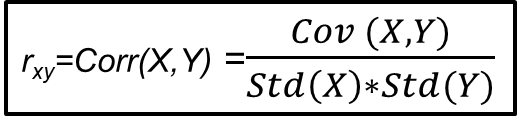 r_xy=Corr(X,Y) = Cov (X,Y) / Std(X)*Std(Y)